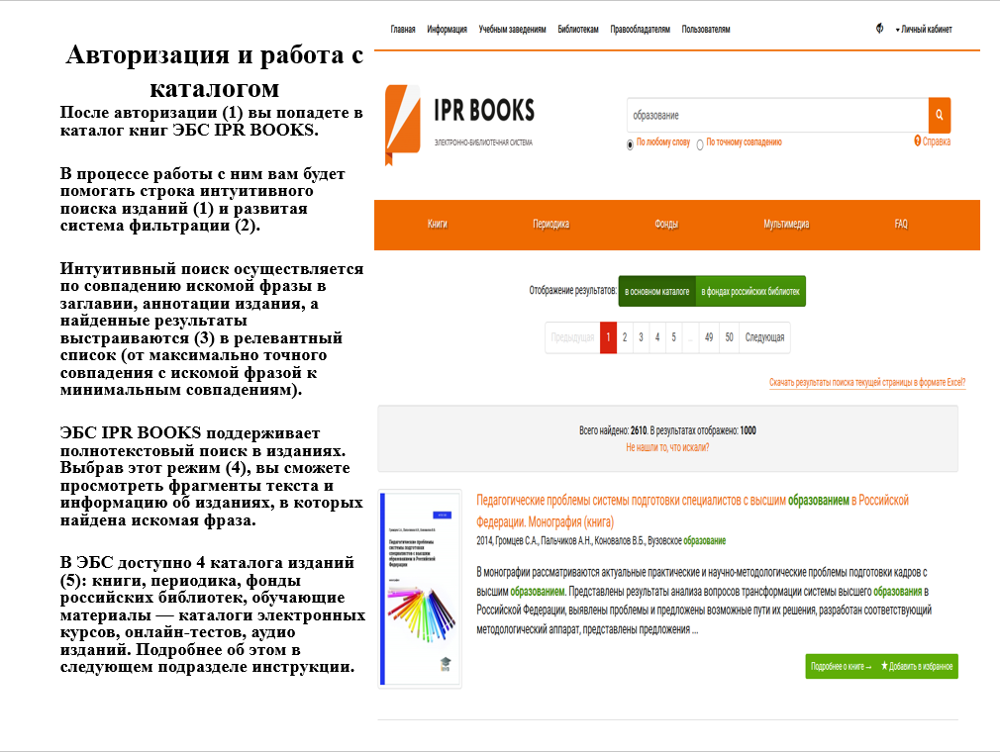 Авторизация и работа с
каталогом
После авторизации (1) вы попадете в
каталог книг ЭБС IPR BOOKS.
В процессе работы с ним вам будет
помогать строка интуитивного
поиска изданий (1) и развитая
система фильтрации (2).
Интуитивный поиск осуществляется
по совпадению искомой фразы в
заглавии, аннотации издания, а
найденные результаты
выстраиваются (3) в релевантный
список (от максимально точного
совпадения с искомой фразой к
минимальным совпадениям).
ЭБС IPR BOOKS поддерживает
полнотекстовый поиск в изданиях.
Выбрав этот режим (4), вы сможете
просмотреть фрагменты текста и
информацию об изданиях, в которых
найдена искомая фраза.
В ЭБС доступно 4 каталога изданий
(5): книги, периодика, фонды
российских библиотек, обучающие
материалы — каталоги электронных
курсов, онлайн-тестов, аудио
изданий. Подробнее об этом в
следующем подразделе инструкции.
Главная Информация Учебным заведениям Библиотекам Правообладателям Пользователям Личный кабинет
IPR BOOKS
ЭЛЕКТРОННО-БИБЛИОТЕЧНАЯ СИСТЕМА
образование
По любому слову По точному совпадению Справка
Книги Периодика Фонды Мультимедиа FAQ
Отображение результатов: в основном каталоге в фондах российских библиотек
Предыдущая 1 2 3 4 5 ... 49 50 Следующая
Скачать результаты поиска текущей страницы в формате Excel?
Всего найдено: 2610. В результатах отображено: 1000
Не нашли то, что искали?
Педагогические проблемы системы подготовки специалистов с высшим образованием в Российской
Федерации. Монография (книга)
2014, Громцев С.А., Пальчиков А.Н., Коновалов В.Б., Вузовское образование
В монографии рассматриваются актуальные практические и научно-методологические проблемы подготовки кадров с
высшим образованием. Представлены результаты анализа вопросов трансформации системы высшего образования в
Российской Федерации, выявлены проблемы и предложены возможные пути их решения, разработан соответствующий
методологический аппарат, представлены предложения ...
Подробнее о книге → ★ Добавить в избранное
Педагогические проблемы
системы подготовки
специалистов с высшим
образованием в Российской
Федерации